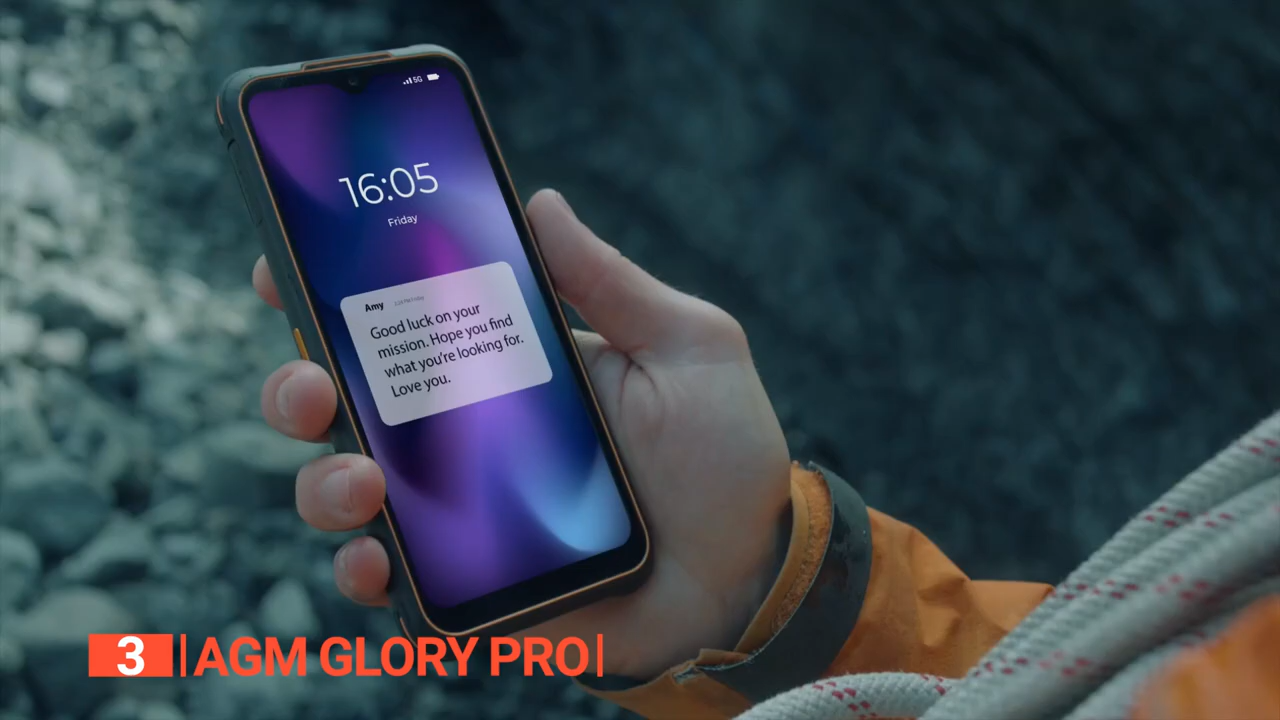 5G
16:05
Friday
Amy
Good luck on your
mission. Hope you find
what you're looking for.
Love you.
3 |AGM GLORY PRO|